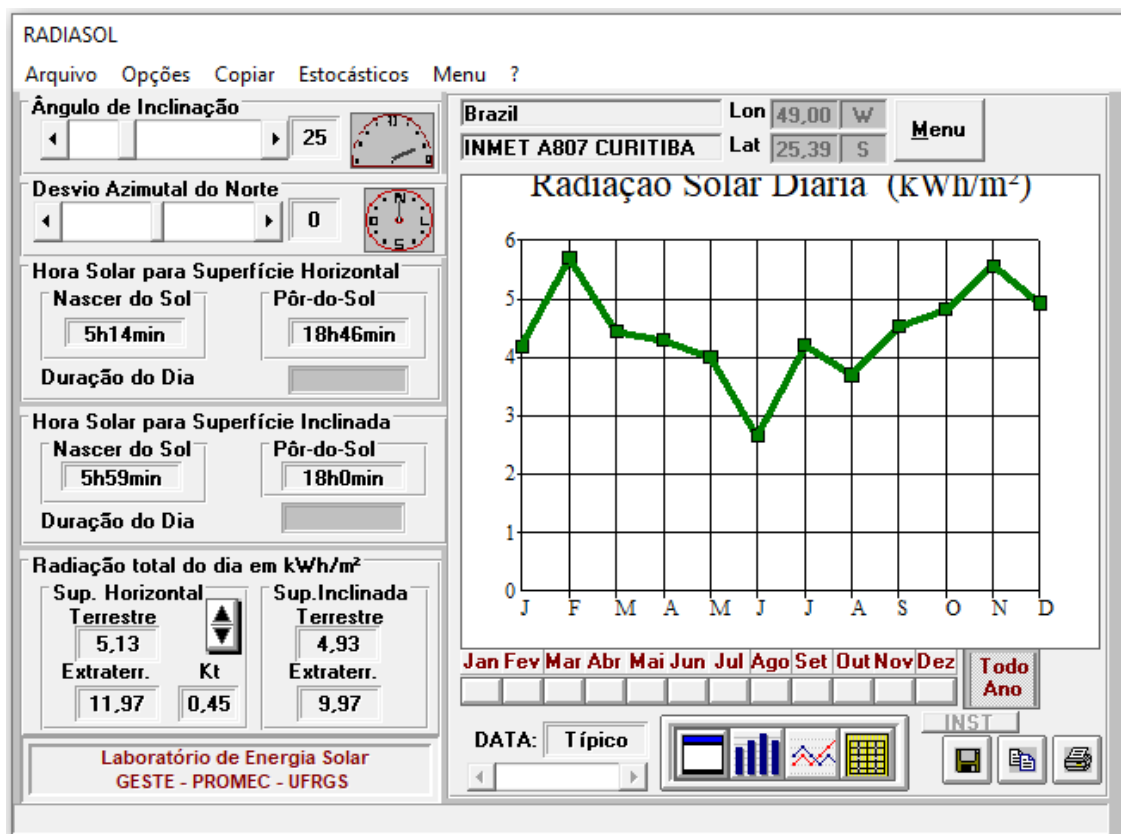 RADIASOL
Arquivo Opções Copiar Estocásticos Menu ?
Ângulo de Inclinação
25
Desvio Azimutal do Norte
0
N
O L
S
Hora Solar para Superfície Horizontal
Nascer do Sol Pôr-do-Sol
5h14min 18h46min
Duração do Dia
Hora Solar para Superfície Inclinada
Nascer do Sol Pôr-do-Sol
5h59min 18h0min
Duração do Dia
Radiação total do dia em kWh/m²
Sup. Horizontal Sup.Inclinada
Terrestre Terrestre
5,13 4,93
Extraterr. Kt Extraterr.
11,97 0,45 9,97
Laboratório de Energia Solar
GESTE - PROMEC - UFRGS
Brazil Lon 49,00 W
INMET A807 CURITIBA Lat 25,39 S
Menu
Radiação Solar Diaria (kWh/m²)
6
5
4
3
2
1
0
J F M A M J J A S O N D
Jan Fev Mar Abr Mai Jun Jul Ago Set Out Nov Dez
Todo
Ano
INST
DATA: Típico